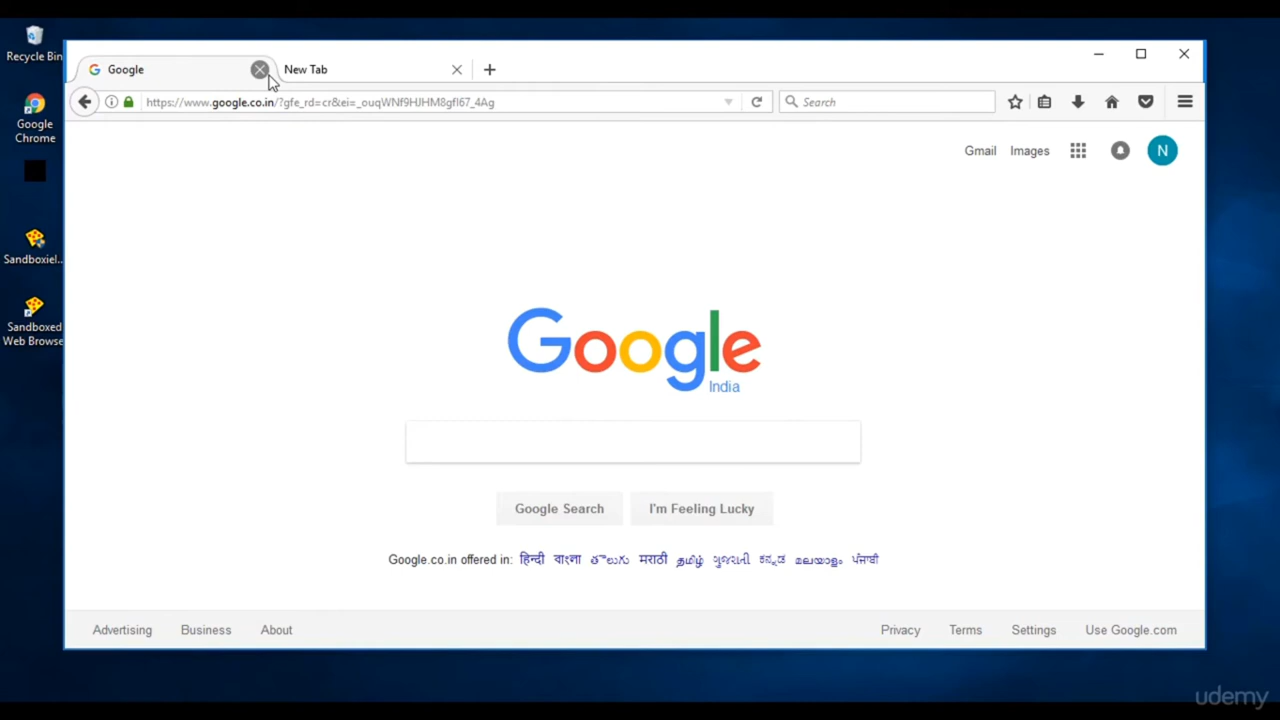 Recycle Bin
Google
Chrome
Sandboxiel...
Sandboxed
Web Browse
Google
New Tab
https://www.google.co.in/?gfe_rd=cr&ei=_ouqWNf9HJHM8gfI67_4Ag
Search
Gmail
Images
N
Google
India
Google Search
I'm Feeling Lucky
Google.co.in offered in: हिन्दी বাংলা తెలుగు मराठी தமிழ் ગુજરાતી ಕನ್ನಡ മലയാളം ਪੰਜਾਬੀ
Advertising
Business
About
Privacy
Terms
Settings
Use Google.com
udemy